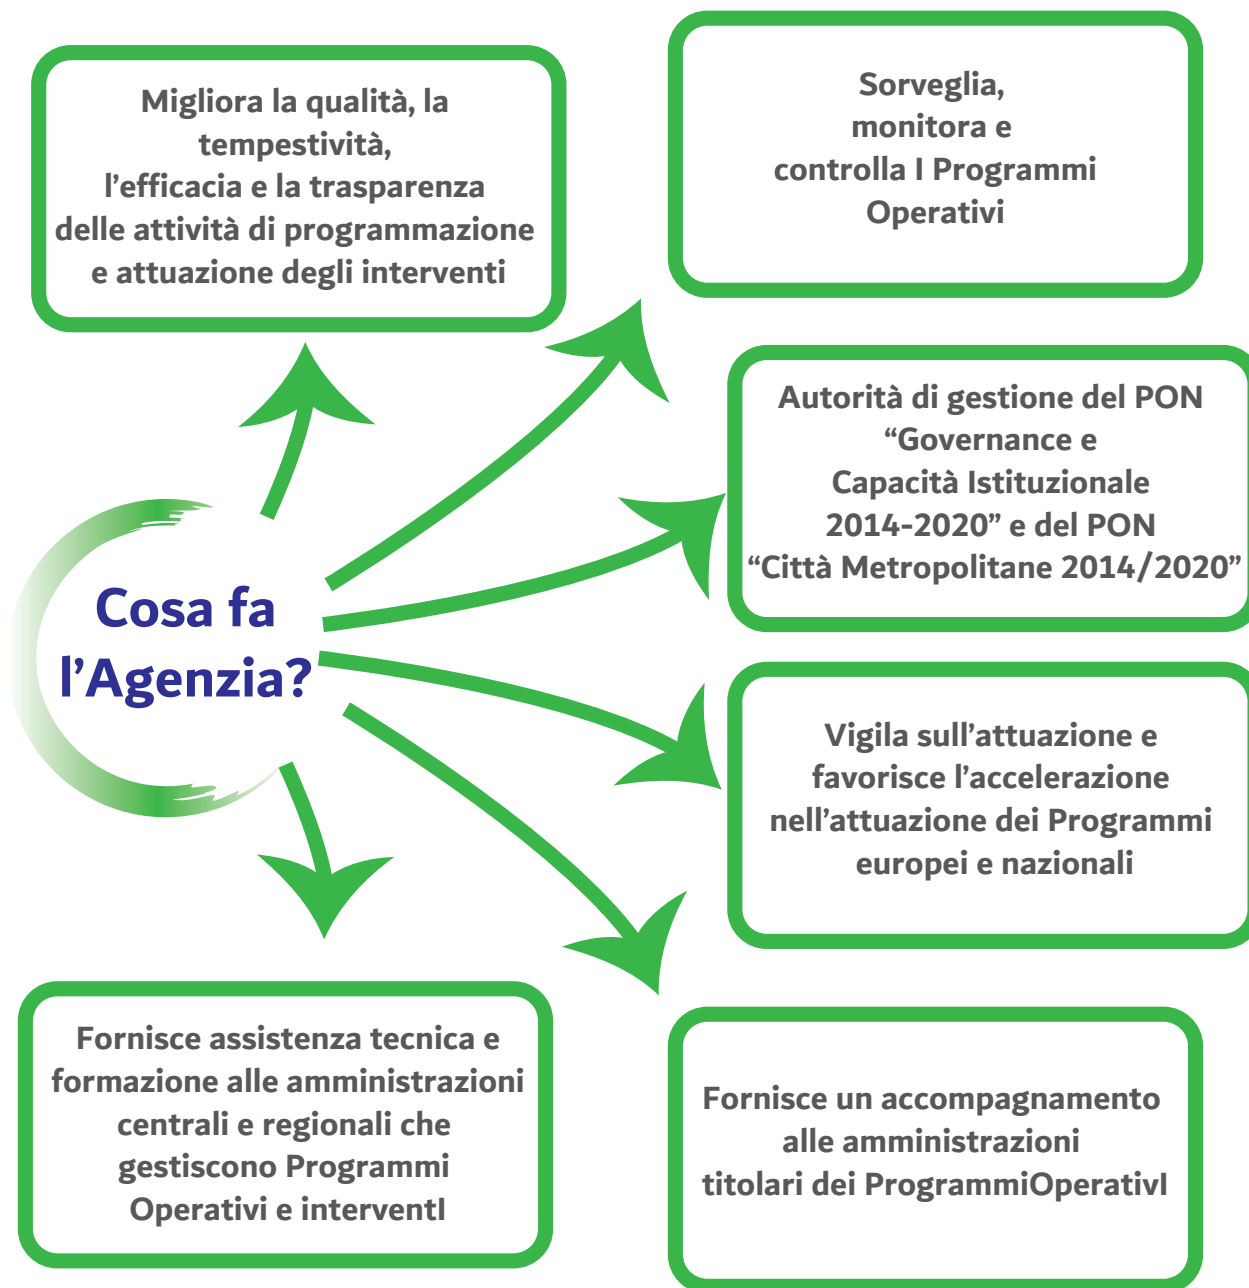 Migliora la qualità, la
tempestività,
l’efficacia e la trasparenza
delle attività di programmazione
e attuazione degli interventi
Sorveglia,
monitora e
controlla I Programmi
Operativi
Autorità di gestione del PON
“Governance e
Capacità Istituzionale
2014-2020” e del PON
“Città Metropolitane 2014/2020”
Cosa fa
l’Agenzia?
Vigila sull’attuazione e
favorisce l’accelerazione
nell’attuazione dei Programmi
europei e nazionali
Fornisce assistenza tecnica e
formazione alle amministrazioni
centrali e regionali che
gestiscono Programmi
Operativi e interventI
Fornisce un accompagnamento
alle amministrazioni
titolari dei ProgrammiOperativI